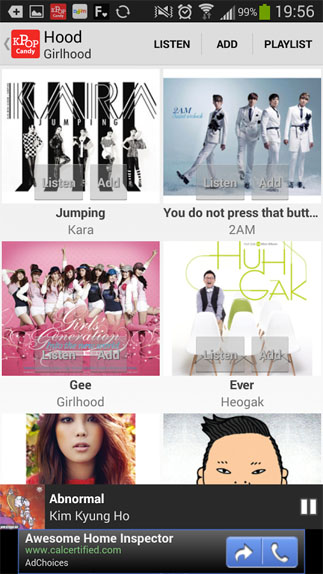 99% 19:56
KPOP
Candy
Hood
Girlhood
LISTEN ADD PLAYLIST
KARA
JUMPING
Listen Add
Jumping
Kara
2AM
Listen Add
You do not press that butt...
2AM
Girls'
Generation
Listen Add
Gee
Girlhood
HUH
GAK
Listen Add
Ever
Heogak
Abnormal
Kim Kyung Ho
Awesome Home Inspector
www.calcertified.com
AdChoices